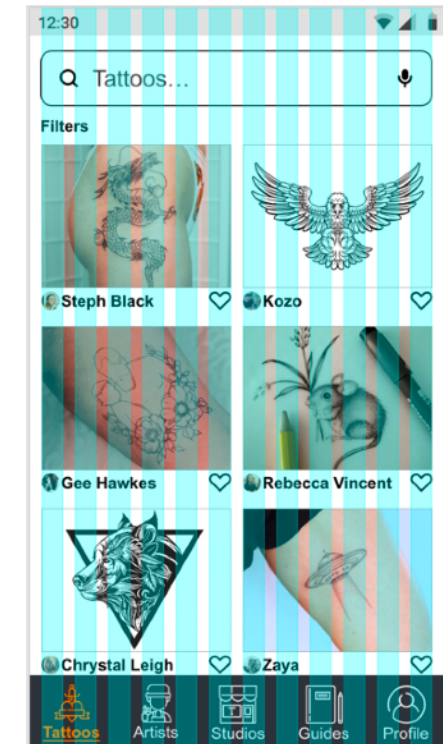 12:30
Tattoos...
Filters
Steph Black
Kozo
Gee Hawkes
Rebecca Vincent
Chrystal Leigh
Zaya
Tattoos
Artists
Studios
Guides
Profile